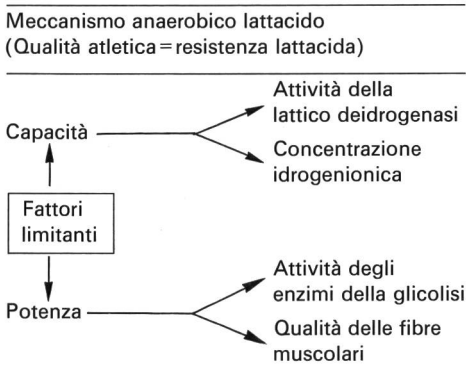 Meccanismo anaerobico lattacido
(Qualità atletica=resistenza lattacida)
Attività della
lattico deidrogenasi
Capacità
Concentrazione
idrogenionica
Fattori
limitanti
Attività degli
enzimi della glicolisi
Potenza
Qualità delle fibre
muscolari